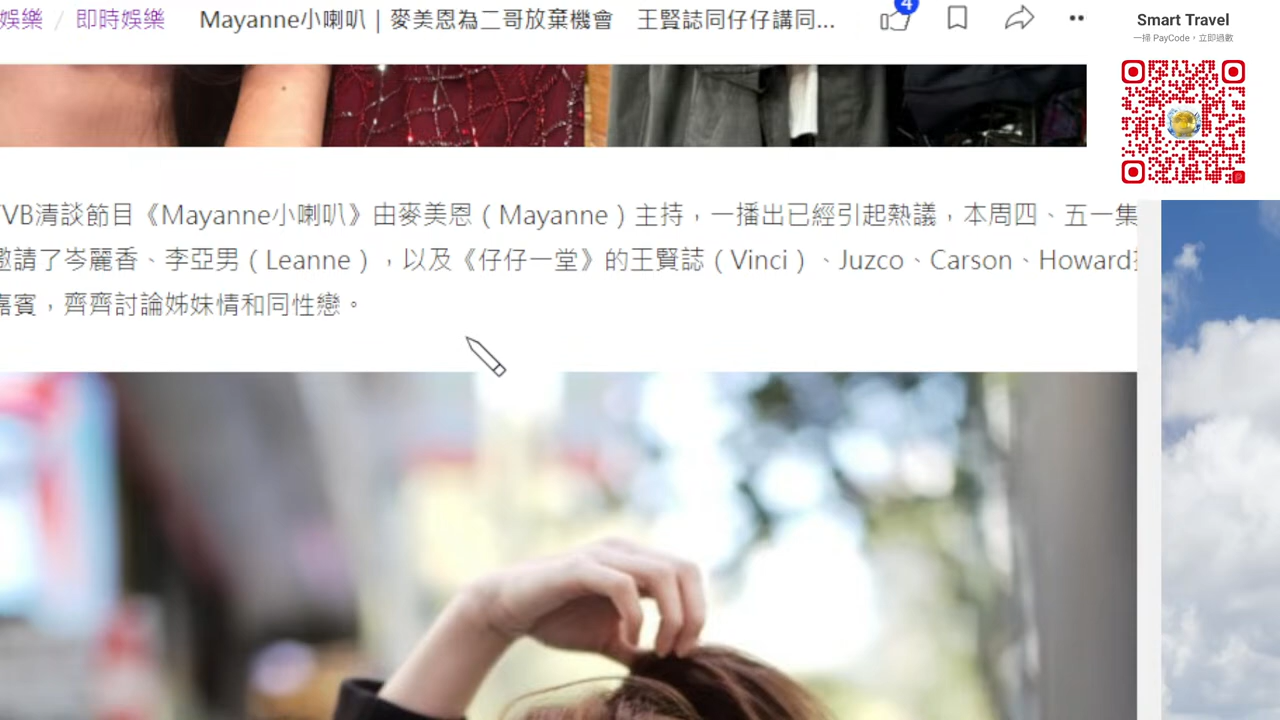 娛樂 / 即時娛樂 Mayanne小喇叭｜麥美恩為二哥放棄機會 王賢誌同仔仔講同... 4
Smart Travel
一掃 PayCode，立即過數
VB清談節目《Mayanne小喇叭》由麥美恩（Mayanne）主持，一播出已經引起熱議，本周四、五一集
邀請了岑麗香、李亞男（Leanne），以及《仔仔一堂》的王賢誌（Vinci）、Juzco、Carson、Howard
嘉賓，齊齊討論姊妹情和同性戀。